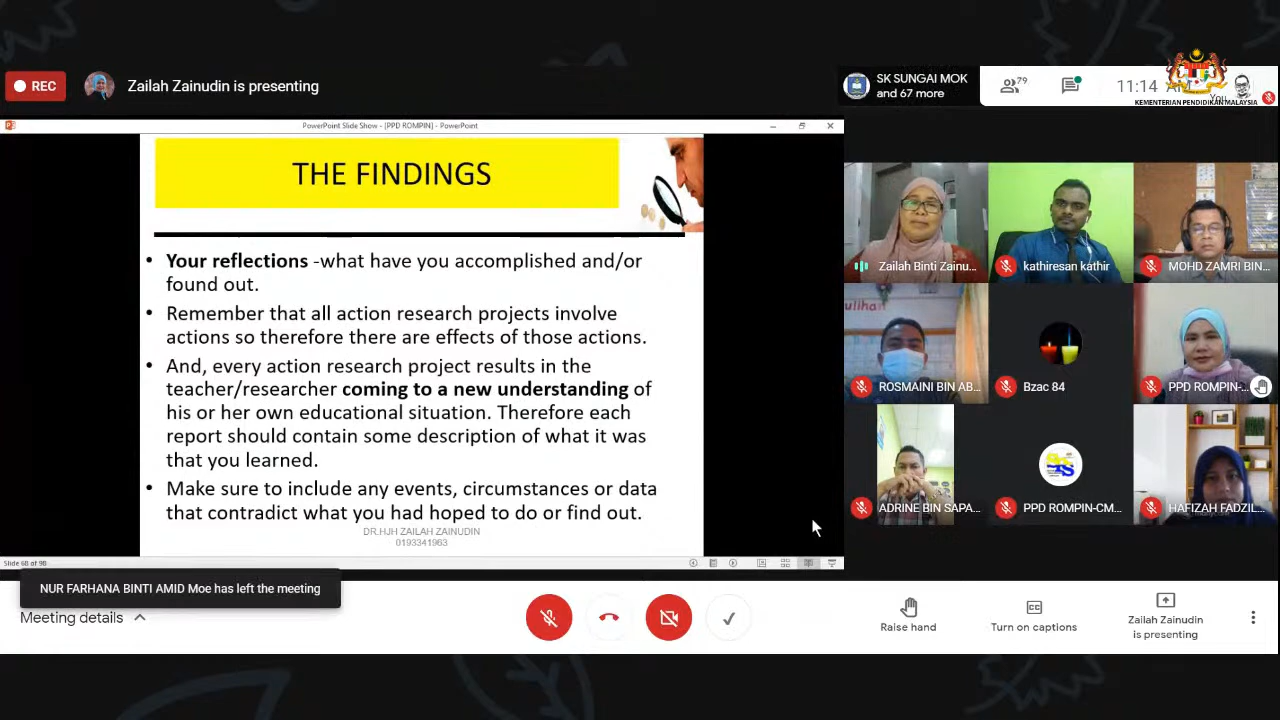 REC
Zailah Zainudin is presenting
SK SUNGAI MOK
and 67 more
79
11:14
You
KEMENTERIAN PENDIDIKAN MALAYSIA
PowerPoint Slide Show - [PPD ROMPIN] - PowerPoint
THE FINDINGS
• Your reflections -what have you accomplished and/or
found out.
• Remember that all action research projects involve
actions so therefore there are effects of those actions.
• And, every action research project results in the
teacher/researcher coming to a new understanding of
his or her own educational situation. Therefore each
report should contain some description of what it was
that you learned.
• Make sure to include any events, circumstances or data
that contradict what you had hoped to do or find out.
DR.HJH ZAILAH ZAINUDIN
0193341963
Slide 68 of 98
Zailah Binti Zainu...
kathiresan kathir
MOHD ZAMRI BIN...
ROSMAINI BIN AB...
Bzac 84
PPD ROMPIN-...
ADRINE BIN SAPA...
PPD ROMPIN-CM...
HAFIZAH FADZIL...
NUR FARHANA BINTI AMID Moe has left the meeting
Meeting details
Raise hand
Turn on captions
Zailah Zainudin
is presenting